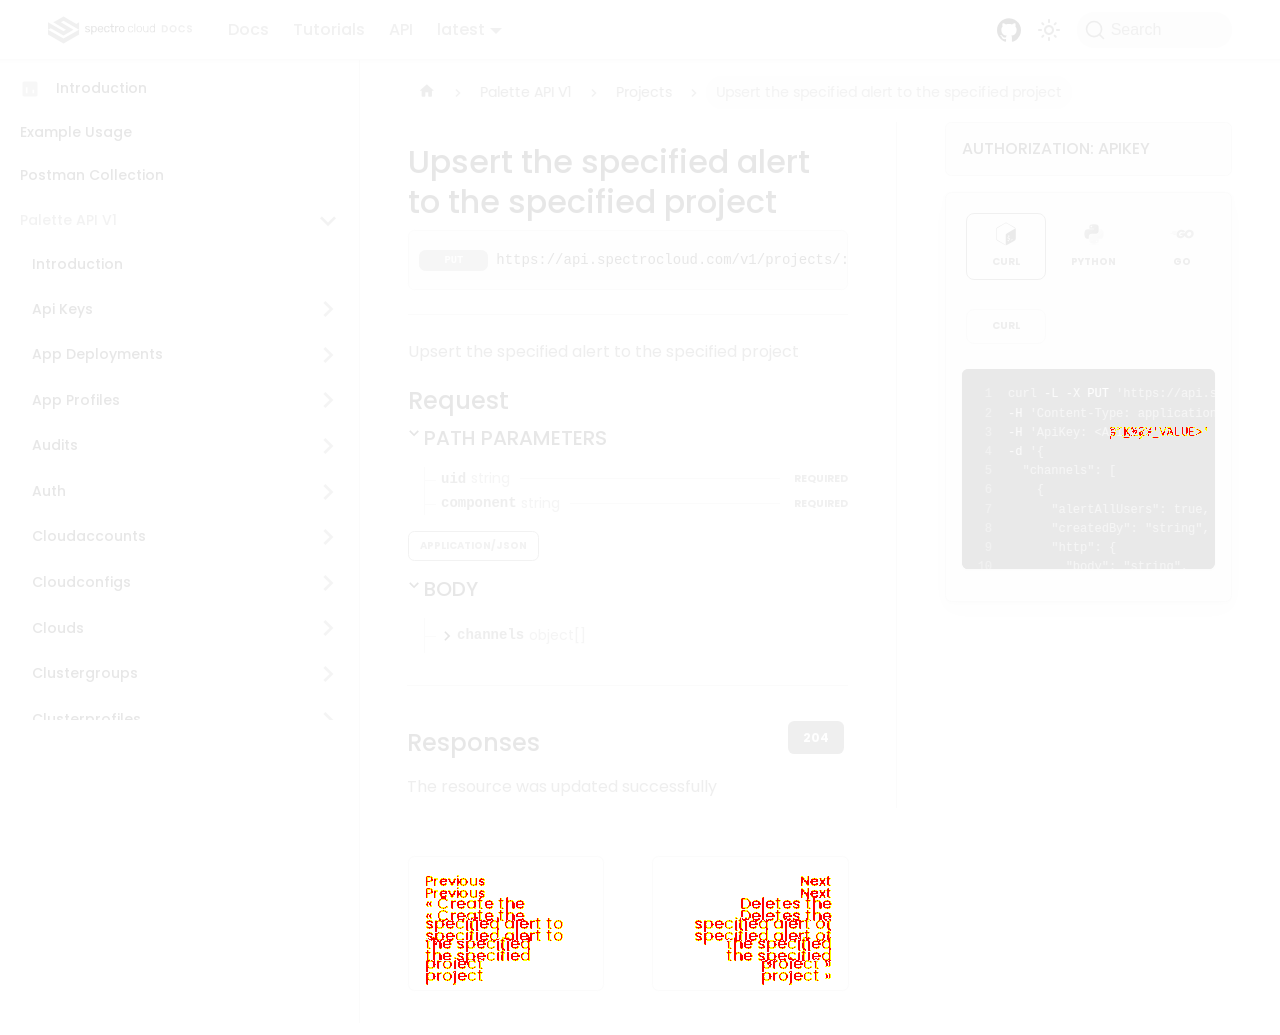 spectro cloud DOCS
Docs Tutorials API latest
Search
Introduction
Example Usage
Postman Collection
Palette API V1
Introduction
Api Keys
App Deployments
App Profiles
Audits
Auth
Cloudaccounts
Cloudconfigs
Clouds
Clustergroups
Clusterprofiles
Palette API V1
Projects
Upsert the specified alert to the specified project
Upsert the specified alert
to the specified project
PUT https://api.spectrocloud.com/v1/projects/:
Upsert the specified alert to the specified project
Request
PATH PARAMETERS
uid string REQUIRED
component string REQUIRED
APPLICATION/JSON
BODY
channels object[]
Responses
204
The resource was updated successfully
Previous
« Create the
specified alert to
the specified
project
Next
Deletes the
specified alert of
the specified
project »
AUTHORIZATION: APIKEY
CURL PYTHON GO
CURL
1 curl -L -X PUT 'https://api.s
2 -H 'Content-Type: application
3 -H 'ApiKey: <A
4 -d '{
5 "channels": [
6 {
7 "alertAllUsers": true,
8 "createdBy": "string",
9 "http": {
10 "body": "string"